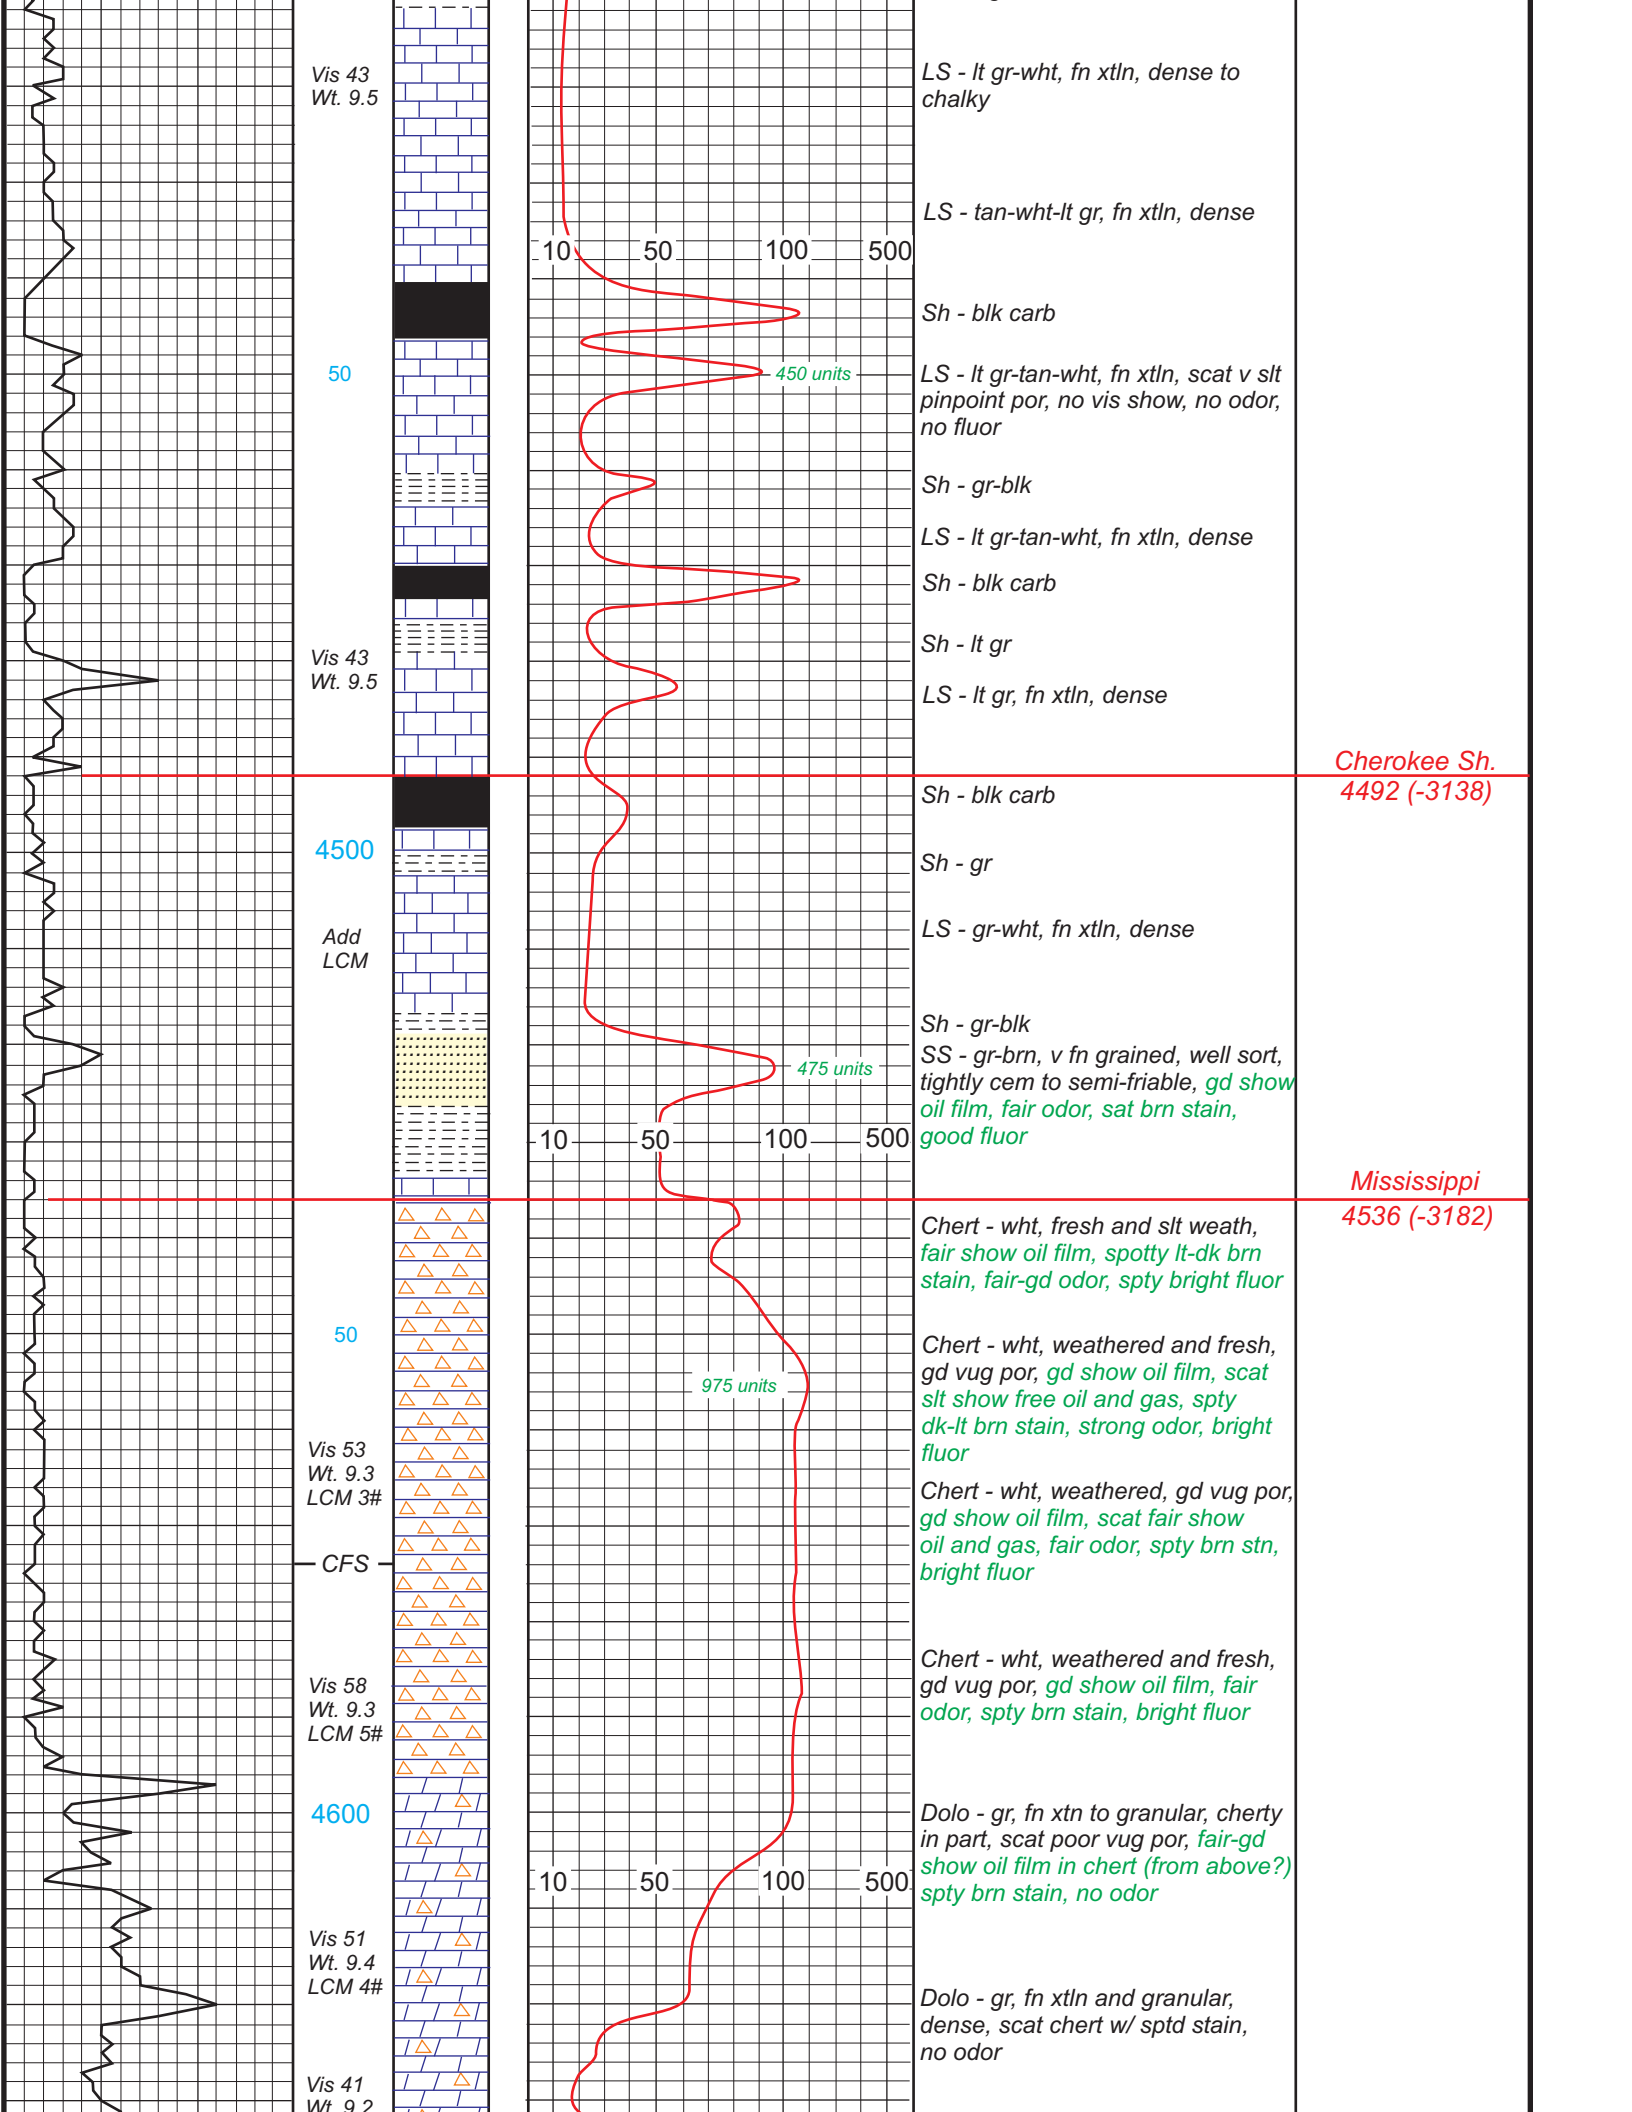 Vis 43
Wt. 9.5
LS - lt gr-wht, fn xtln, dense to
chalky
LS - tan-wht-lt gr, fn xtln, dense
10 50 100 500
Sh - blk carb
50
450 units
LS - lt gr-tan-wht, fn xtln, scat v slt
pinpoint por, no vis show, no odor,
no fluor
Sh - gr-blk
LS - lt gr-tan-wht, fn xtln, dense
Sh - blk carb
Sh - lt gr
Vis 43
Wt. 9.5
LS - lt gr, fn xtln, dense
Cherokee Sh.
4492 (-3138)
Sh - blk carb
4500
Sh - gr
Add
LCM
LS - gr-wht, fn xtln, dense
Sh - gr-blk
475 units
SS - gr-brn, v fn grained, well sort,
tightly cem to semi-friable, gd show
oil film, fair odor, sat brn stain,
good fluor
10 50 100 500
Mississippi
4536 (-3182)
Chert - wht, fresh and slt weath,
fair show oil film, spotty lt-dk brn
stain, fair-gd odor, spty bright fluor
50
975 units
Chert - wht, weathered and fresh,
gd vug por, gd show oil film, scat
slt show free oil and gas, spty
dk-lt brn stain, strong odor, bright
fluor
Vis 53
Wt. 9.3
LCM 3#
Chert - wht, weathered, gd vug por,
gd show oil film, scat fair show
oil and gas, fair odor, spty brn stn,
bright fluor
CFS
Chert - wht, weathered and fresh,
gd vug por, gd show oil film, fair
odor, spty brn stain, bright fluor
Vis 58
Wt. 9.3
LCM 5#
4600
Dolo - gr, fn xtn to granular, cherty
in part, scat poor vug por, fair-gd
show oil film in chert (from above?)
spty brn stain, no odor
10 50 100 500
Vis 51
Wt. 9.4
LCM 4#
Dolo - gr, fn xtln and granular,
dense, scat chert w/ sptd stain,
no odor
Vis 41
Wt. 9.2